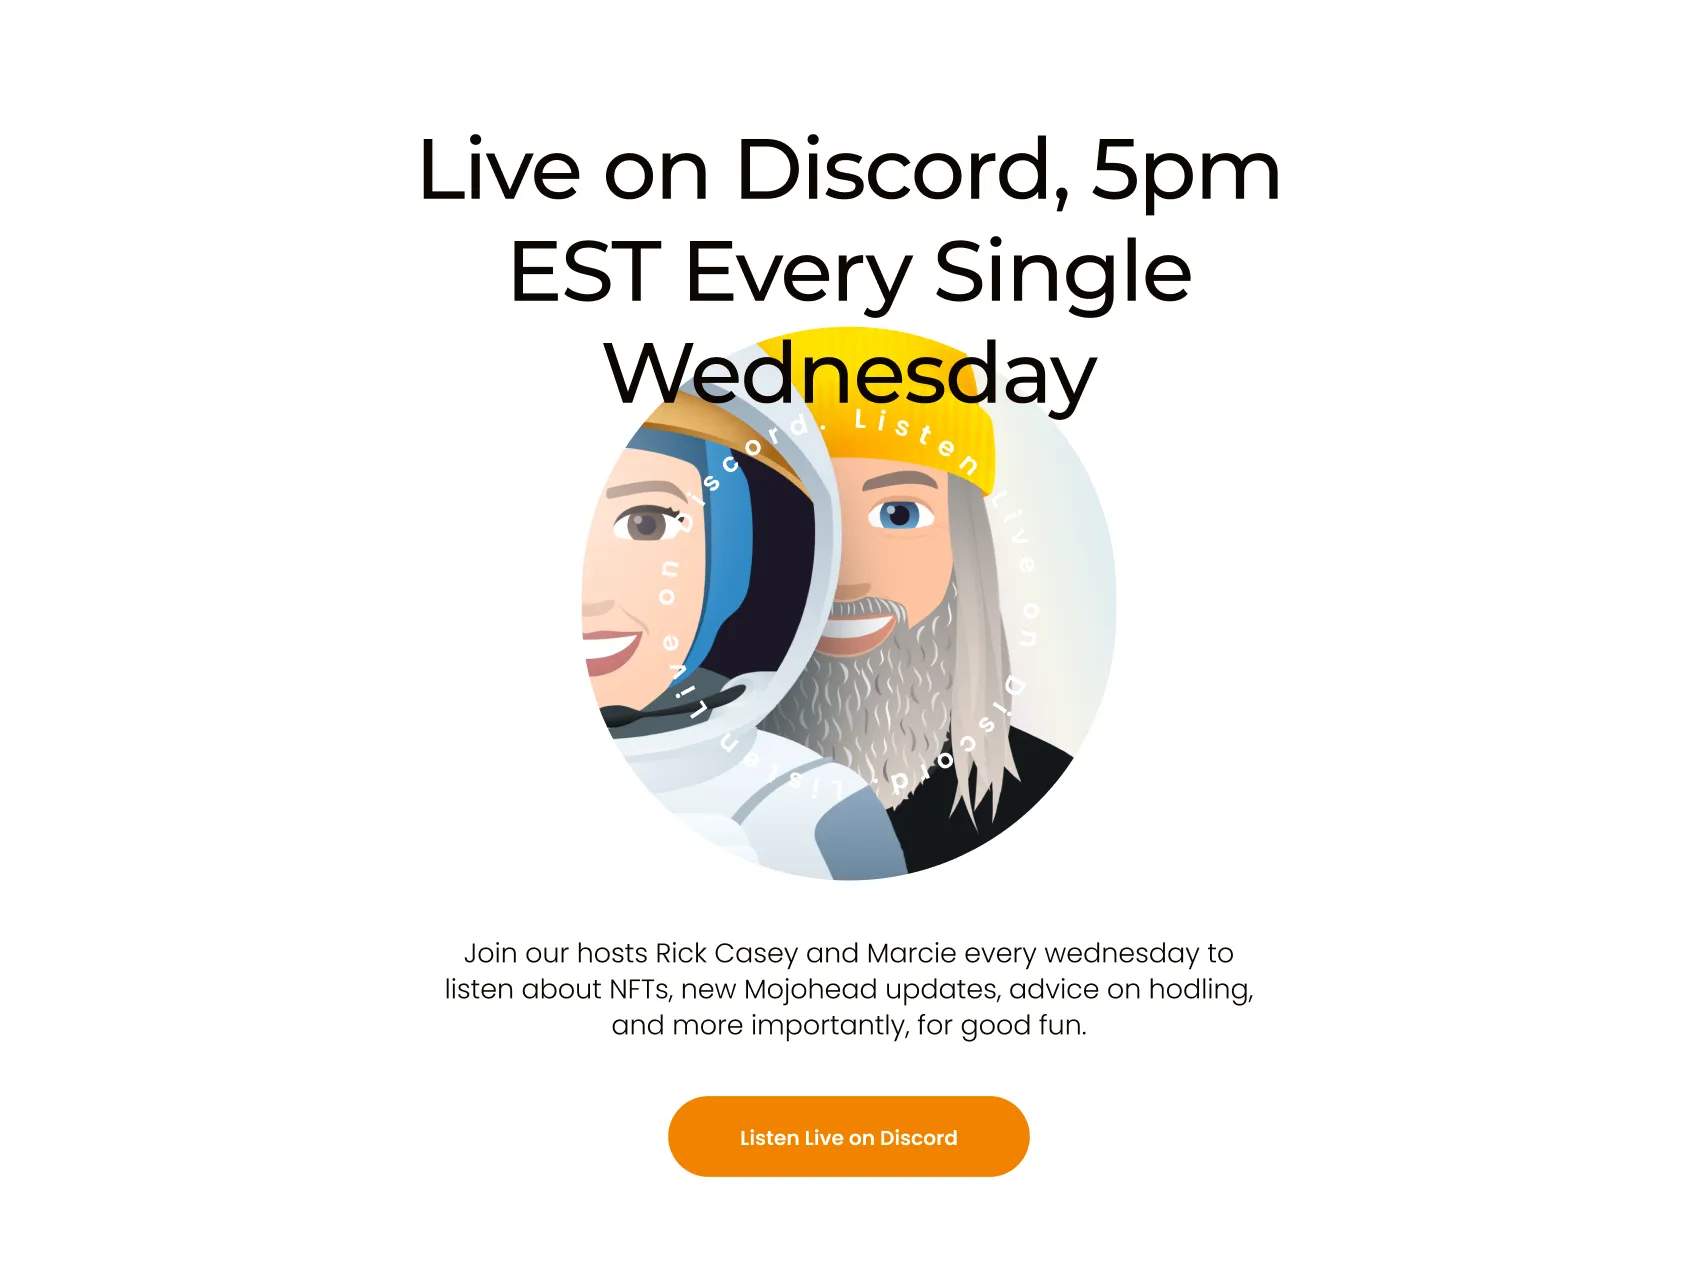 Live on Discord, 5pm
EST Every Single
Wednesday
Listen Live on Discord. Listen Live on Discord.
Join our hosts Rick Casey and Marcie every wednesday to
listen about NFTs, new Mojohead updates, advice on hodling,
and more importantly, for good fun.
Listen Live on Discord